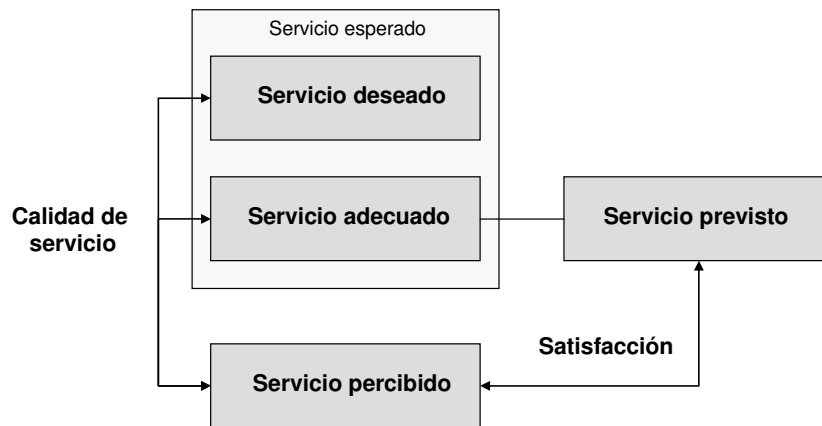 Servicio esperado
Servicio deseado
Servicio adecuado
Servicio previsto
Calidad de
servicio
Satisfacción
Servicio percibido